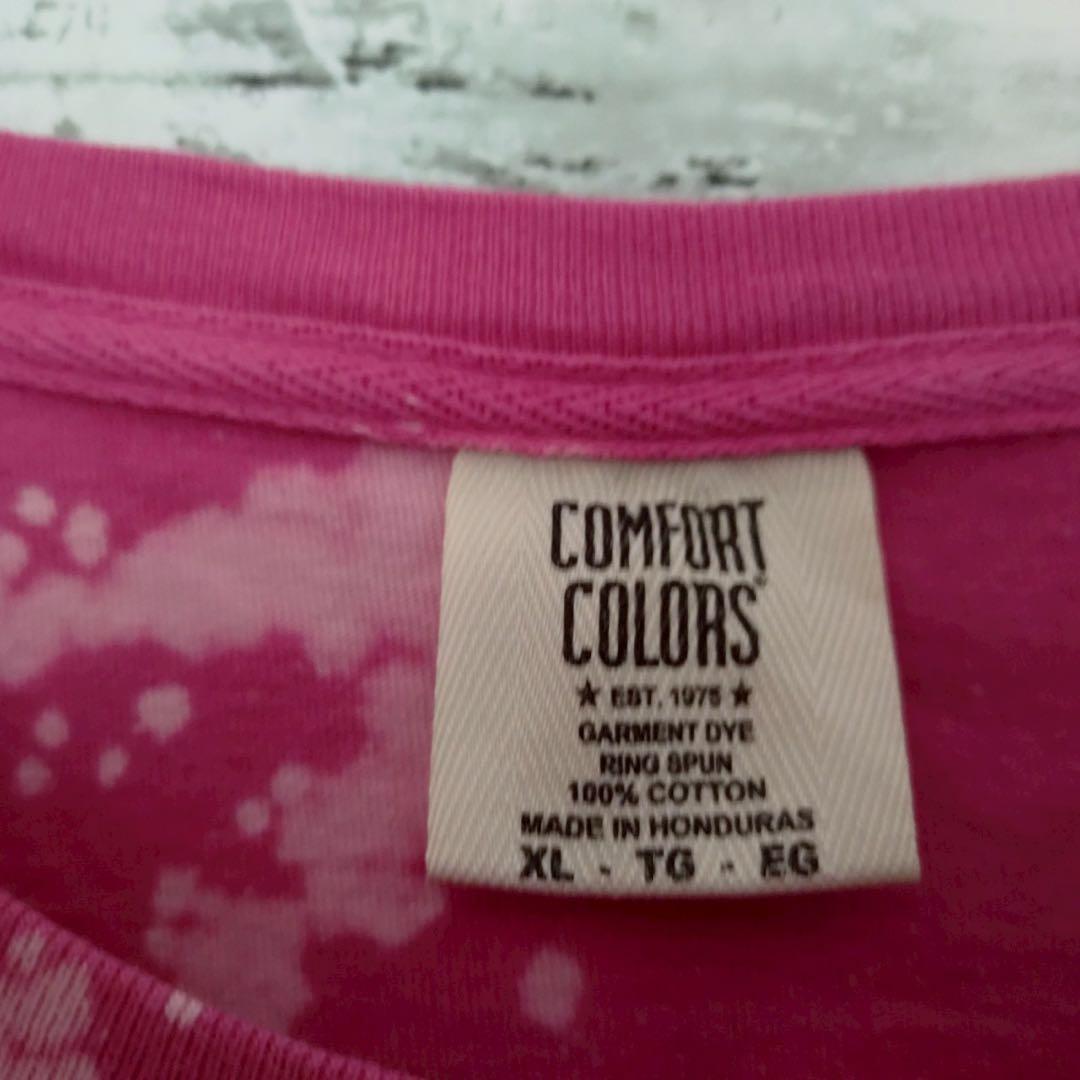 COMFORT
COLORS®
★ EST. 1975 ★
GARMENT DYE
RING SPUN
100% COTTON
MADE IN HONDURAS
XL - TG - EG